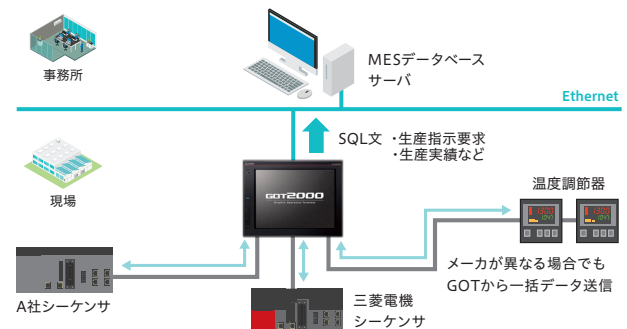 事務所
MESデータベース
サーバ
Ethernet
SQL文 ・生産指示要求
・生産実績など
現場
GOT2000
温度調節器
メーカが異なる場合でも
GOTから一括データ送信
A社シーケンサ
三菱電機
シーケンサ